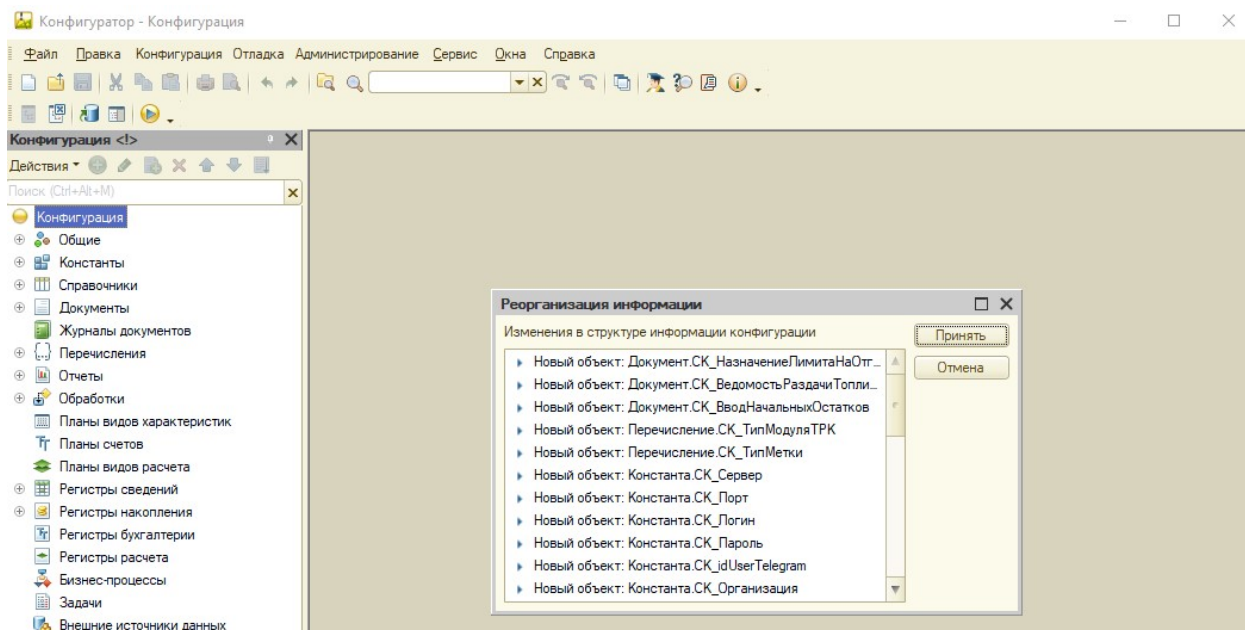 Конфигуратор - Конфигурация
Файл Правка Конфигурация Отладка Администрирование Сервис Окна Справка
Конфигурация <!>
Действия
Поиск (Ctrl+Alt+M)
Конфигурация
Общие
Константы
Справочники
Документы
Журналы документов
Перечисления
Отчеты
Обработки
Планы видов характеристик
Планы счетов
Планы видов расчета
Регистры сведений
Регистры накопления
Регистры бухгалтерии
Регистры расчета
Бизнес-процессы
Задачи
Внешние источники данных
Реорганизация информации
Изменения в структуре информации конфигурации
Принять
Отмена
Новый объект: Документ.СК_НазначениеЛимитаНаОтг...
Новый объект: Документ.СК_ВедомостьРаздачиТопли...
Новый объект: Документ.СК_ВводНачальныхОстатков
Новый объект: Перечисление.СК_ТипМодуляТРК
Новый объект: Перечисление.СК_ТипМетки
Новый объект: Константа.СК_Сервер
Новый объект: Константа.СК_Порт
Новый объект: Константа.СК_Логин
Новый объект: Константа.СК_Пароль
Новый объект: Константа.СК_idUserTelegram
Новый объект: Константа.СК_Организация